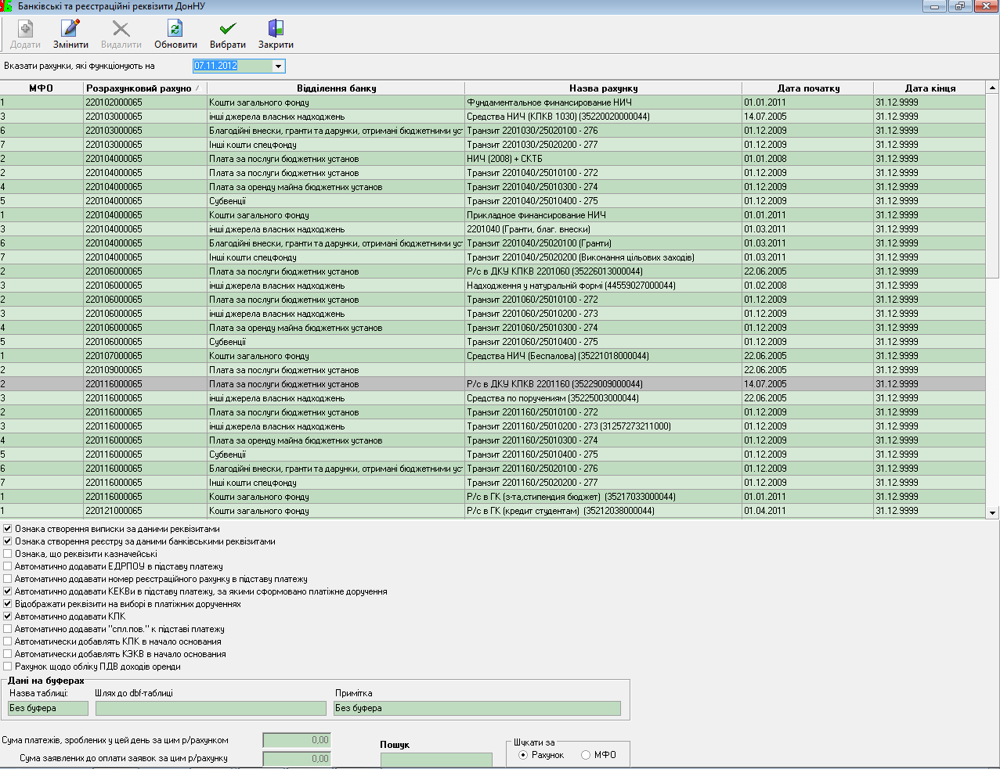 Банківські та реєстраційні реквізити ДонНУ
Додати Змінити Видалити Обновити Вибрати Закрити
Вказати рахунки, які функціонують на 07.11.2012
МФО Розрахунковий рахуно Відділення банку Назва рахунку Дата початку Дата кінця
1 220102000065 Кошти загального фонду Фундаментальное финансирование НИЧ 01.01.2011 31.12.9999
3 220103000065 інші джерела власних надходжень Средства НИЧ (КПКВ 1030) (35220020000044) 14.07.2005 31.12.9999
6 220103000065 Благодійні внески, гранти та дарунки, отримані бюджетними ус Транзит 2201030/25020100 - 276 01.12.2009 31.12.9999
7 220103000065 Інші кошти спецфонду Транзит 2201030/25020200 - 277 01.12.2009 31.12.9999
2 220104000065 Плата за послуги бюджетних установ НИЧ (2008) + СКТБ 01.01.2008 31.12.9999
2 220104000065 Плата за послуги бюджетних установ Транзит 2201040/25010100 - 272 01.12.2009 31.12.9999
4 220104000065 Плата за оренду майна бюджетних установ Транзит 2201040/25010300 - 274 01.12.2009 31.12.9999
5 220104000065 Субвенції Транзит 2201040/25010400 - 275 01.12.2009 31.12.9999
1 220104000065 Кошти загального фонду Прикладное финансирование НИЧ 01.01.2011 31.12.9999
3 220104000065 інші джерела власних надходжень 2201040 (Гранти, благ. внески) 01.03.2011 31.12.9999
6 220104000065 Благодійні внески, гранти та дарунки, отримані бюджетними ус Транзит 2201040/25020100 (Гранти) 01.03.2011 31.12.9999
7 220104000065 Інші кошти спецфонду Транзит 2201040/25020200 (Виконання цільових заходів) 01.03.2011 31.12.9999
2 220106000065 Плата за послуги бюджетних установ Р/с в ДКУ КПКВ 2201060 (35226013000044) 22.06.2005 31.12.9999
3 220106000065 інші джерела власних надходжень Надходження у натуральній формі (44559027000044) 01.02.2008 31.12.9999
2 220106000065 Плата за послуги бюджетних установ Транзит 2201060/25010100 - 272 01.12.2009 31.12.9999
3 220106000065 інші джерела власних надходжень Транзит 2201060/25010200 - 273 01.12.2009 31.12.9999
4 220106000065 Плата за оренду майна бюджетних установ Транзит 2201060/25010300 - 274 01.12.2009 31.12.9999
5 220106000065 Субвенції Транзит 2201060/25010400 - 275 01.12.2009 31.12.9999
1 220107000065 Кошти загального фонду Средства НИЧ (Беспалова) (35221018000044) 22.06.2005 31.12.9999
2 220109000065 Плата за послуги бюджетних установ 22.06.2005 31.12.9999
2 220116000065 Плата за послуги бюджетних установ Р/с в ДКУ КПКВ 2201160 (35229009000044) 14.07.2005 31.12.9999
3 220116000065 інші джерела власних надходжень Средства по поручениям (35225003000044) 22.06.2005 31.12.9999
2 220116000065 Плата за послуги бюджетних установ Транзит 2201160/25010100 - 272 01.12.2009 31.12.9999
3 220116000065 інші джерела власних надходжень Транзит 2201160/25010200 - 273 (31257273211000) 01.12.2009 31.12.9999
4 220116000065 Плата за оренду майна бюджетних установ Транзит 2201160/25010300 - 274 01.12.2009 31.12.9999
5 220116000065 Субвенції Транзит 2201160/25010400 - 275 01.12.2009 31.12.9999
6 220116000065 Благодійні внески, гранти та дарунки, отримані бюджетними ус Транзит 2201160/25020100 - 276 01.12.2009 31.12.9999
7 220116000065 Інші кошти спецфонду Транзит 2201160/25020200 - 277 01.12.2009 31.12.9999
1 220116000065 Кошти загального фонду Р/с в ГК (з-та,стипендия бюджет) (35217033000044) 01.01.2011 31.12.9999
1 220121000065 Кошти загального фонду Р/с в ГК (кредит студентам) (35212038000044) 01.04.2011 31.12.9999
Ознака створення виписки за даними реквізитами
Ознака створення реєстру за даними банківськими реквізитами
Ознака, що реквізити казначейські
Автоматично додавати ЕДРПОУ в підставу платежу
Автоматично додавати номер реєстраційного рахунку в підставу платежу
Автоматично додавати КЕКВи в підставу платежу, за якими сформовано платіжне доручення
Відображати реквізити на виборі в платіжних дорученнях
Автоматично додавати КПК
Автоматично додавати "спл.пов." к підставі платежу
Автоматически добавлять КПК в начало основания
Автоматически добавлять КЭКВ в начало основания
Рахунок щодо обліку ПДВ доходів оренди
Дані на буферах
Назва таблиці: Шлях до dbf-таблиці Примітка
Без буфера Без буфера
Сума платежів, зроблених у цей день за цим р/рахунком 0,00
Сума заявлених до оплати заявок за цим р/рахунку 0,00
Пошук
Шукати за
Рахунок МФО